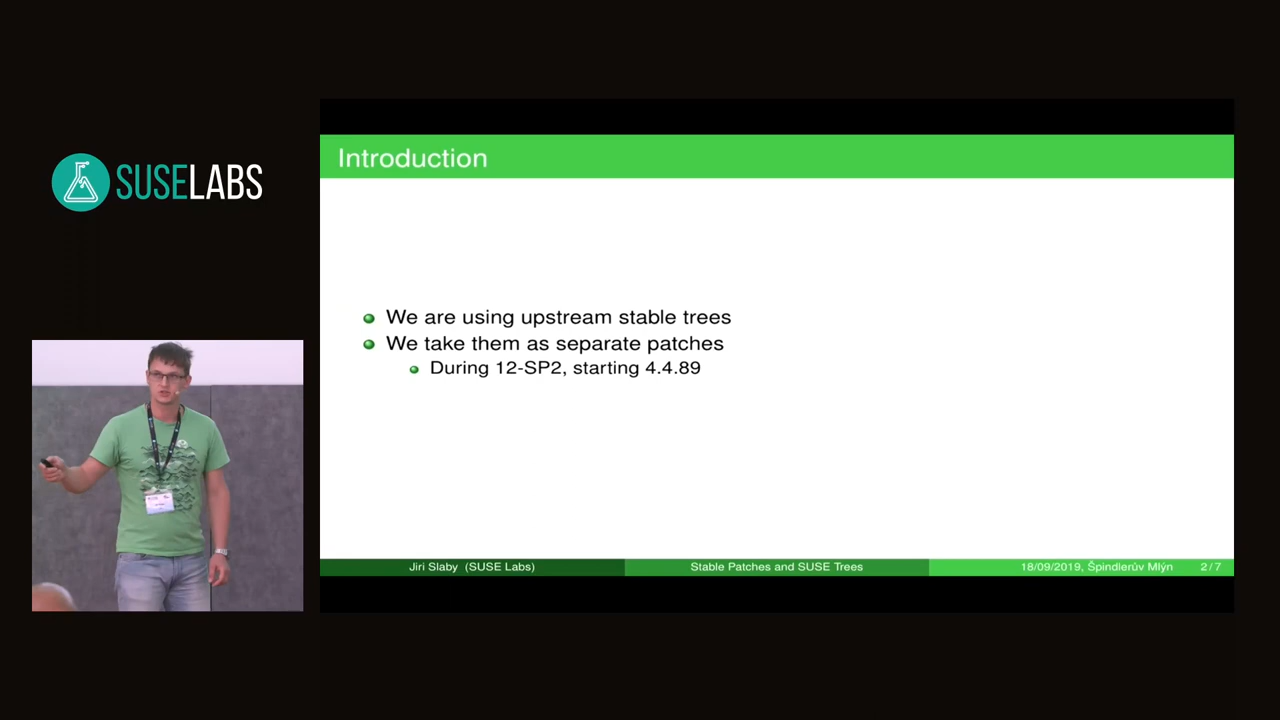 SUSELABS
Introduction
We are using upstream stable trees
We take them as separate patches
During 12-SP2, starting 4.4.89
Jiri Slaby (SUSE Labs)
Stable Patches and SUSE Trees
18/09/2019, Špindlerův Mlýn 2/7